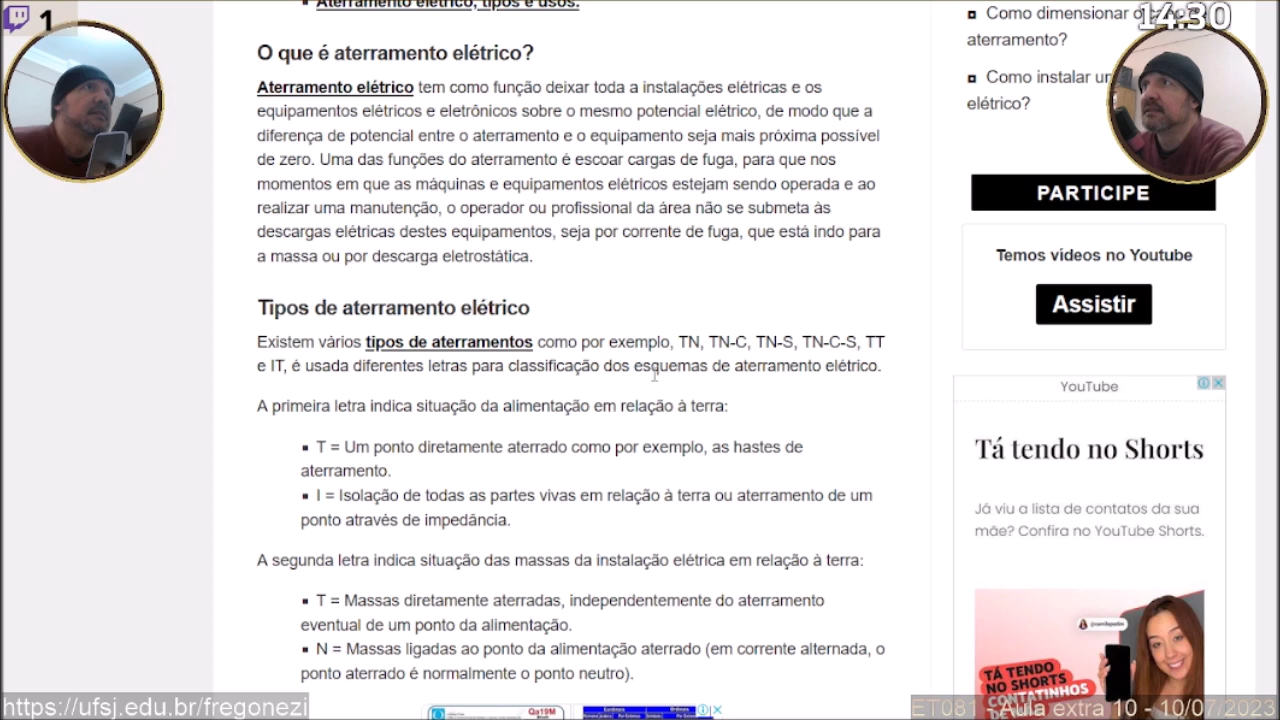 1
Aterramento elétrico, tipos e usos.
O que é aterramento elétrico?
Aterramento elétrico tem como função deixar toda a instalações elétricas e os
equipamentos elétricos e eletrônicos sobre o mesmo potencial elétrico, de modo que a
diferença de potencial entre o aterramento e o equipamento seja mais próxima possível
de zero. Uma das funções do aterramento é escoar cargas de fuga, para que nos
momentos em que as máquinas e equipamentos elétricos estejam sendo operada e ao
realizar uma manutenção, o operador ou profissional da área não se submeta às
descargas elétricas destes equipamentos, seja por corrente de fuga, que está indo para
a massa ou por descarga eletrostática.
Tipos de aterramento elétrico
Existem vários tipos de aterramentos como por exemplo, TN, TN-C, TN-S, TN-C-S, TT
e IT, é usada diferentes letras para classificação dos esquemas de aterramento elétrico.
A primeira letra indica situação da alimentação em relação à terra:
T = Um ponto diretamente aterrado como por exemplo, as hastes de
aterramento.
I = Isolação de todas as partes vivas em relação à terra ou aterramento de um
ponto através de impedância.
A segunda letra indica situação das massas da instalação elétrica em relação à terra:
T = Massas diretamente aterradas, independentemente do aterramento
eventual de um ponto da alimentação.
N = Massas ligadas ao ponto da alimentação aterrado (em corrente alternada, o
ponto aterrado é normalmente o ponto neutro).
14:30
Como dimensionar o
aterramento?
Como instalar
elétrico?
PARTICIPE
Temos vídeos no Youtube
Assistir
YouTube
Tá tendo no Shorts
Já viu a lista de contatos da sua
mãe? Confira no YouTube Shorts.
TÁ TENDO
NO SHORTS
CONTATINHOS
Qa19M
https://ufsj.edu.br/fregonezi
ET081 - Aula extra 10 - 10/07/2023